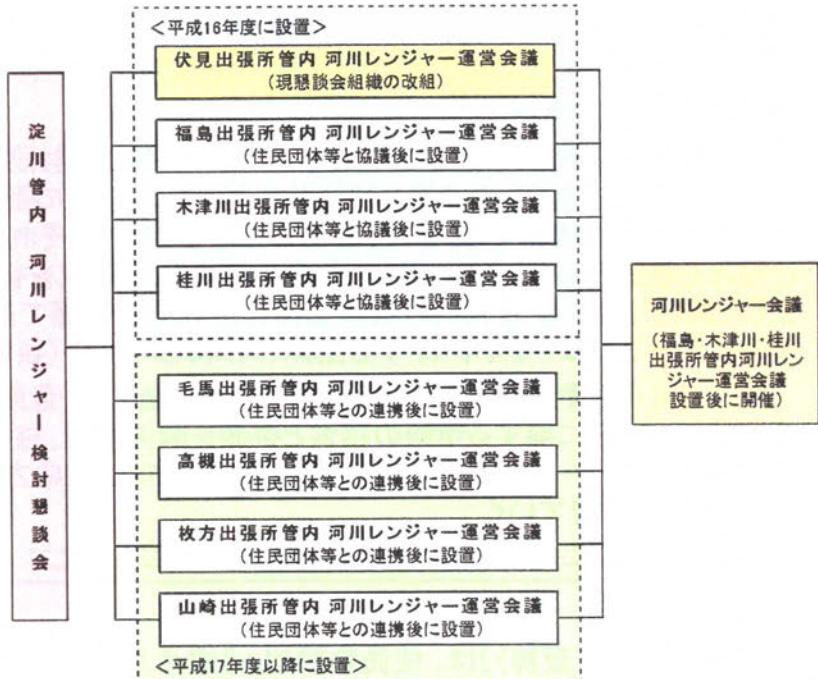 淀川管内 河川レンジャー検討懇談会
＜平成16年度に設置＞
伏見出張所管内 河川レンジャー運営会議
（現懇談会組織の改組）
福島出張所管内 河川レンジャー運営会議
（住民団体等と協議後に設置）
木津川出張所管内 河川レンジャー運営会議
（住民団体等と協議後に設置）
桂川出張所管内 河川レンジャー運営会議
（住民団体等と協議後に設置）
毛馬出張所管内 河川レンジャー運営会議
（住民団体等との連携後に設置）
高槻出張所管内 河川レンジャー運営会議
（住民団体等との連携後に設置）
枚方出張所管内 河川レンジャー運営会議
（住民団体等との連携後に設置）
山崎出張所管内 河川レンジャー運営会議
（住民団体等との連携後に設置）
＜平成17年度以降に設置＞
河川レンジャー会議
（福島・木津川・桂川
出張所管内河川レン
ジャー運営会議
設置後に開催）